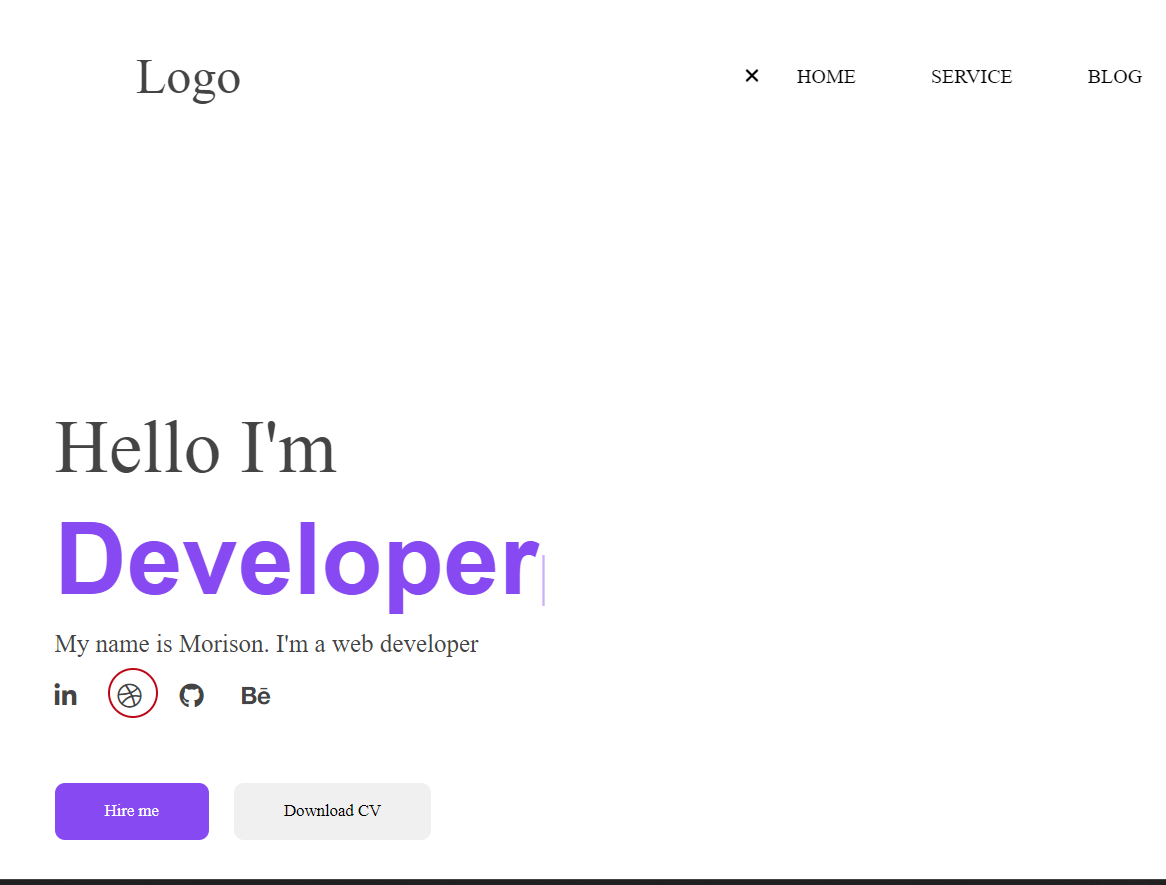 Logo
HOME SERVICE BLOG
Hello I'm
Developer
My name is Morison. I'm a web developer
in Bē
Hire me Download CV